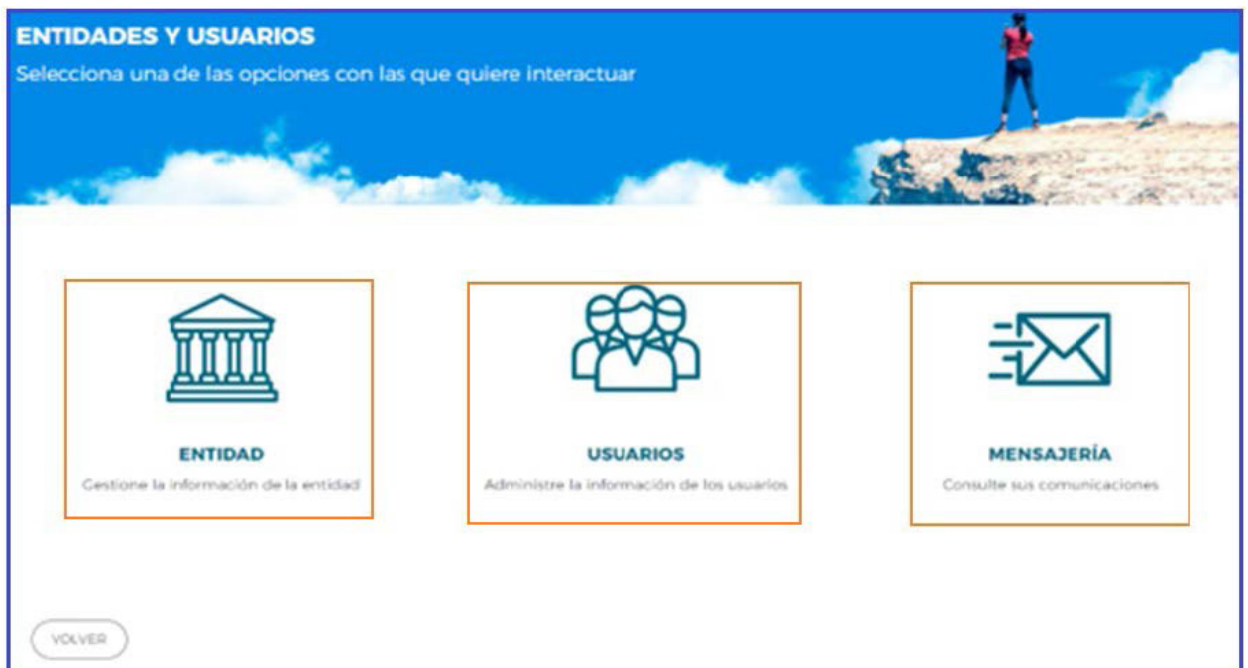 ENTIDADES Y USUARIOS
Selecciona una de las opciones con las que quiere interactuar
ENTIDAD
Gestione la información de la entidad
USUARIOS
Administre la información de los usuarios
MENSAJERÍA
Consulte sus comunicaciones
VOLVER